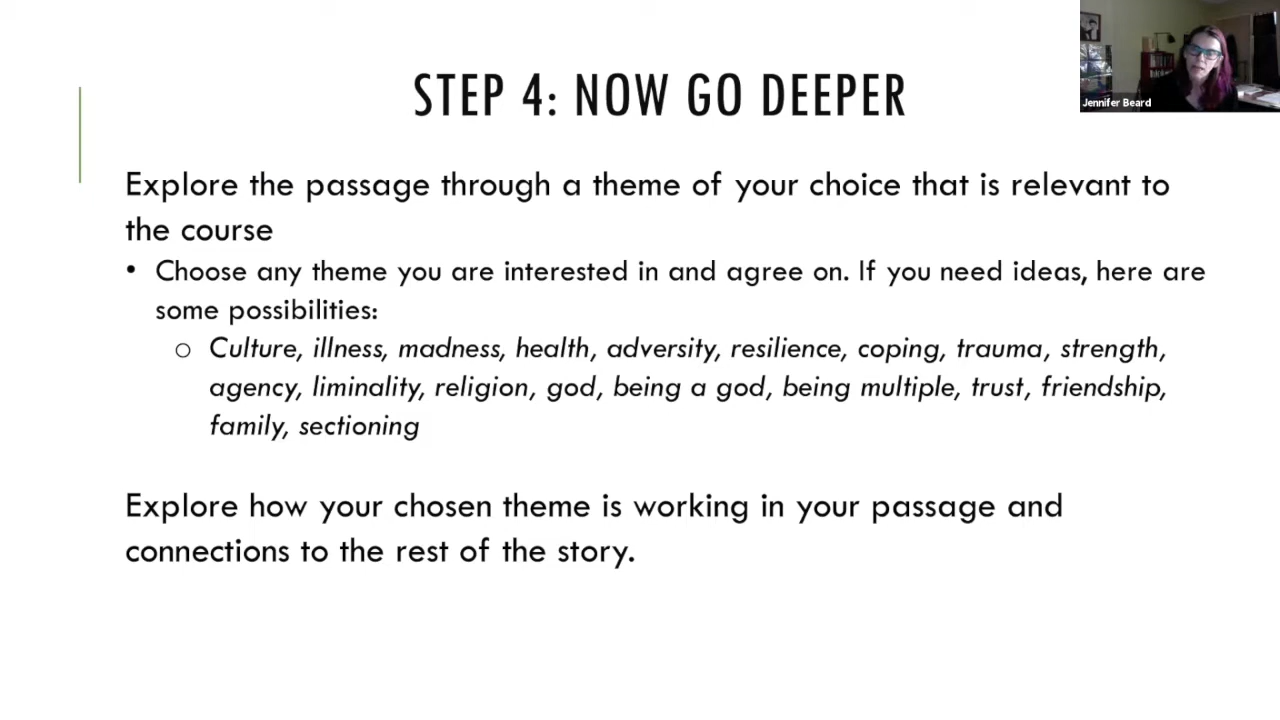 STEP 4: NOW GO DEEPER
Jennifer Beard
Explore the passage through a theme of your choice that is relevant to
the course
• Choose any theme you are interested in and agree on. If you need ideas, here are
some possibilities:
o Culture, illness, madness, health, adversity, resilience, coping, trauma, strength,
agency, liminality, religion, god, being a god, being multiple, trust, friendship,
family, sectioning
Explore how your chosen theme is working in your passage and
connections to the rest of the story.